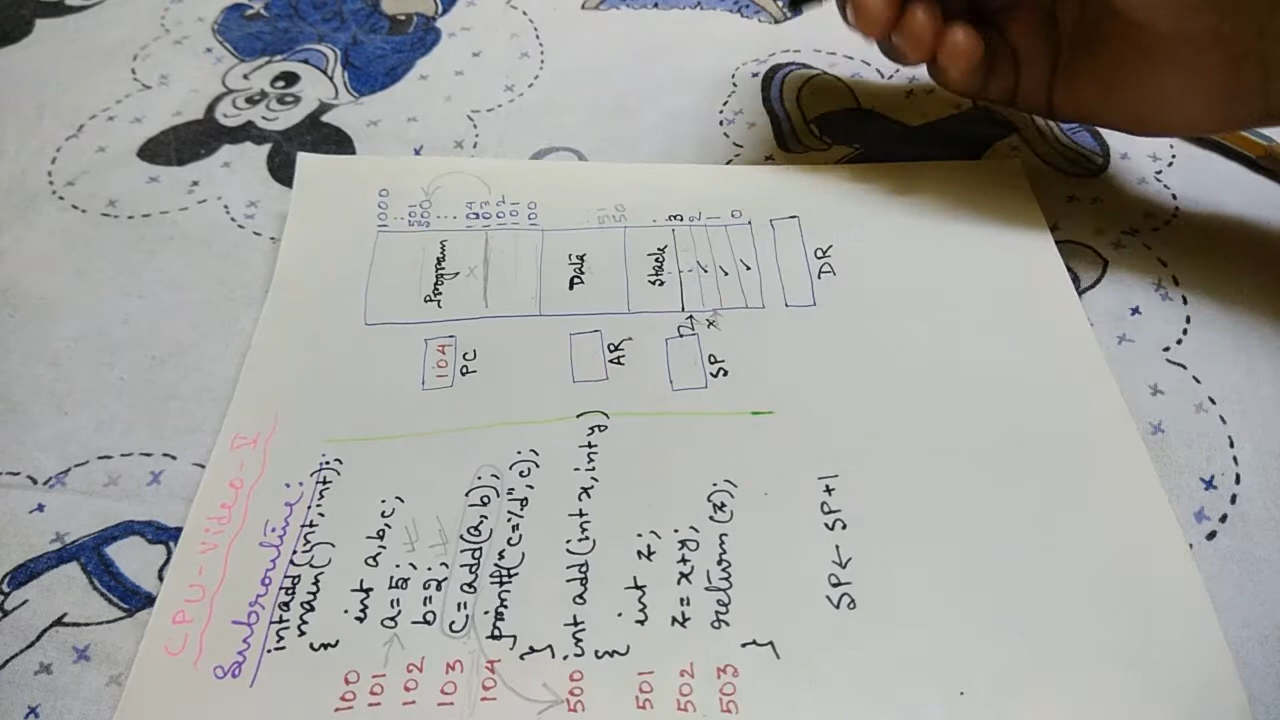 CPU-Video-V
Subroutine:
int add(int, int);
main()
{
100 int a,b,c;
101 a=5;
102 b=2;
103 c=add(a,b);
104 printf("c=%d",c);
}
500 int add(int x, int y)
{
501 int z;
502 z=x+y;
503 return(z);
}
SP← SP+1
104
PC
AR
SP
1000
501
500
104
103
102
101
100
51
50
3
2
1
0
Program
Data
Stack
DR